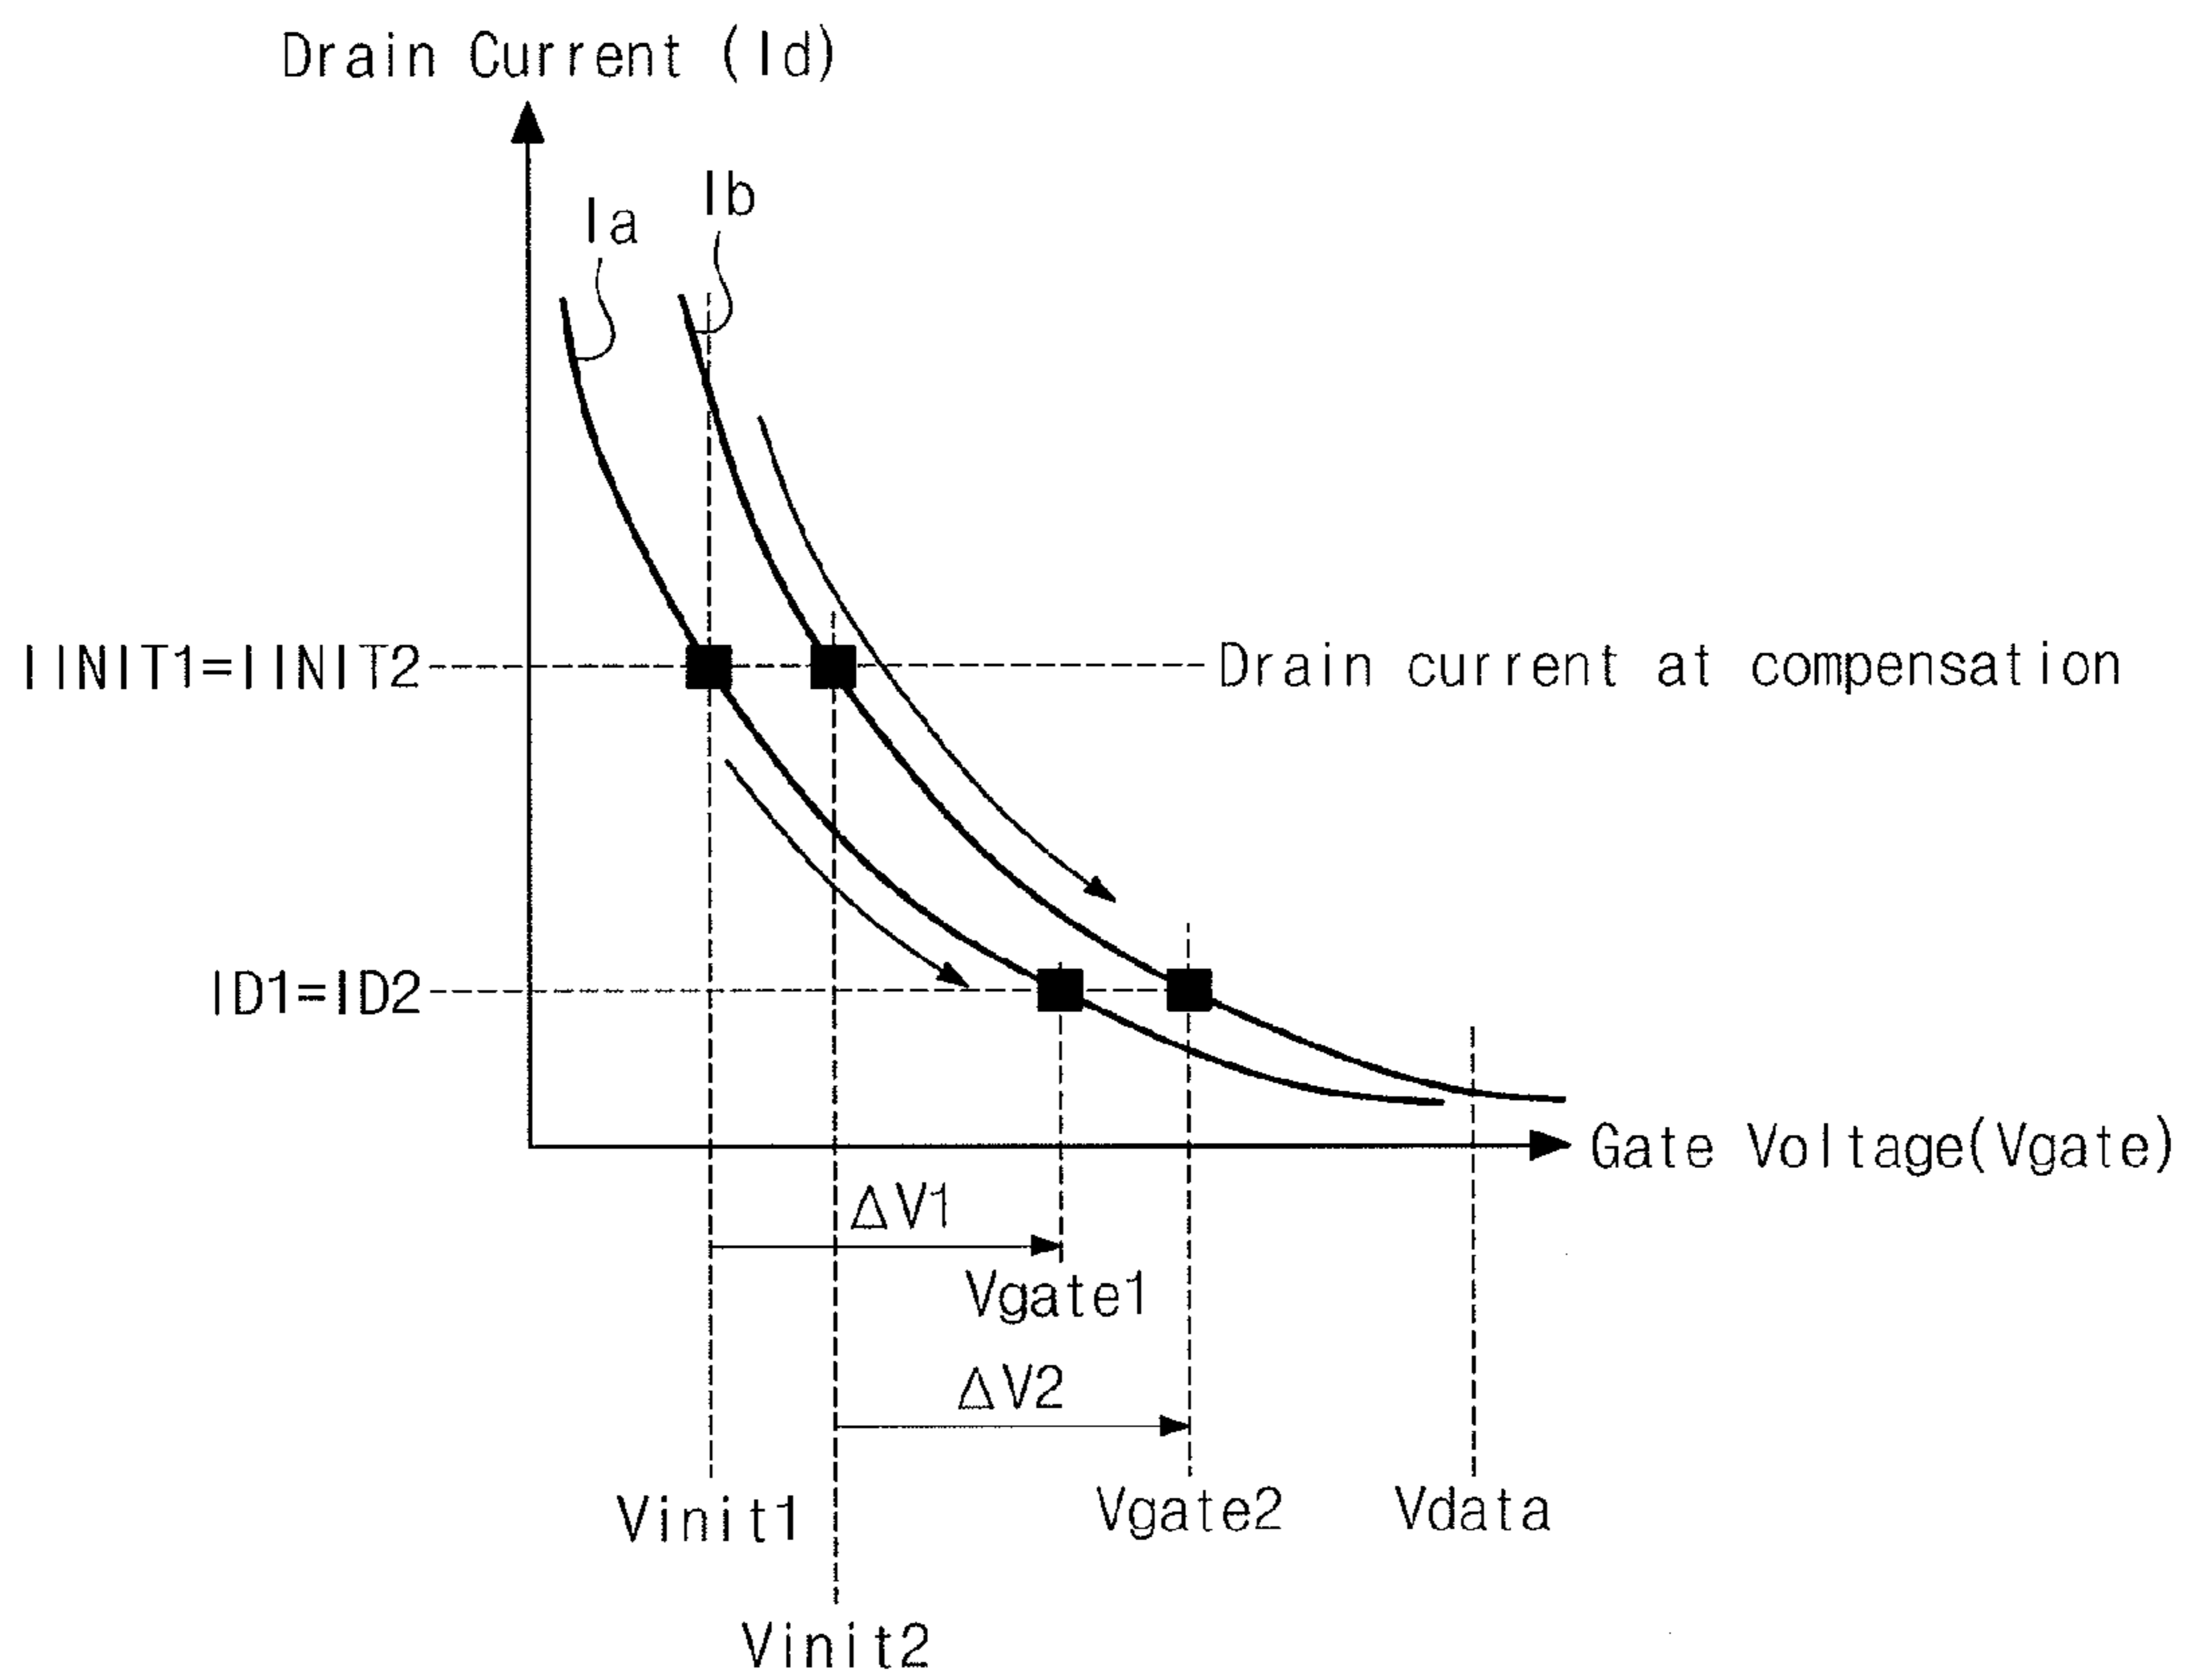 Drain Current (Id)
Ia
Ib
IINIT1=IINIT2
Drain current at compensation
ID1=ID2
Gate Voltage(Vgate)
ΔV1
Vgate1
ΔV2
Vinit1
Vgate2
Vdata
Vinit2